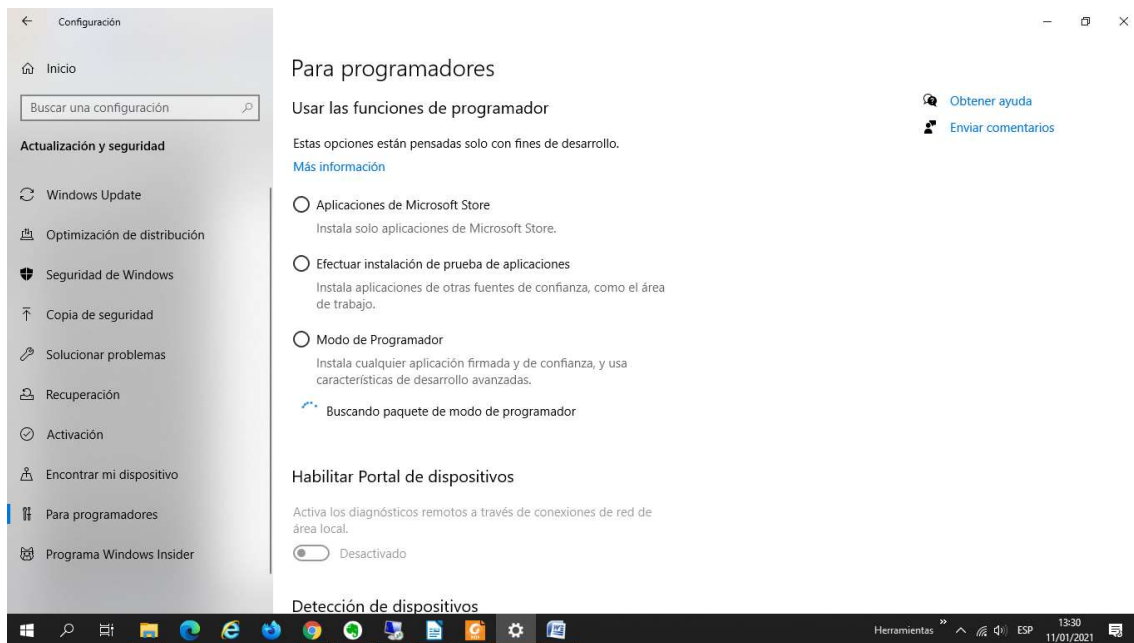 Configuración
Inicio
Buscar una configuración
Actualización y seguridad
Windows Update
Optimización de distribución
Seguridad de Windows
Copia de seguridad
Solucionar problemas
Recuperación
Activación
Encontrar mi dispositivo
Para programadores
Programa Windows Insider
Para programadores
Usar las funciones de programador
Estas opciones están pensadas solo con fines de desarrollo.
Más información
Aplicaciones de Microsoft Store
Instala solo aplicaciones de Microsoft Store.
Efectuar instalación de prueba de aplicaciones
Instala aplicaciones de otras fuentes de confianza, como el área
de trabajo.
Modo de Programador
Instala cualquier aplicación firmada y de confianza, y usa
características de desarrollo avanzadas.
Buscando paquete de modo de programador
Habilitar Portal de dispositivos
Activa los diagnósticos remotos a través de conexiones de red de
área local.
Desactivado
Detección de dispositivos
Obtener ayuda
Enviar comentarios
Herramientas
ESP
13:30
11/01/2021